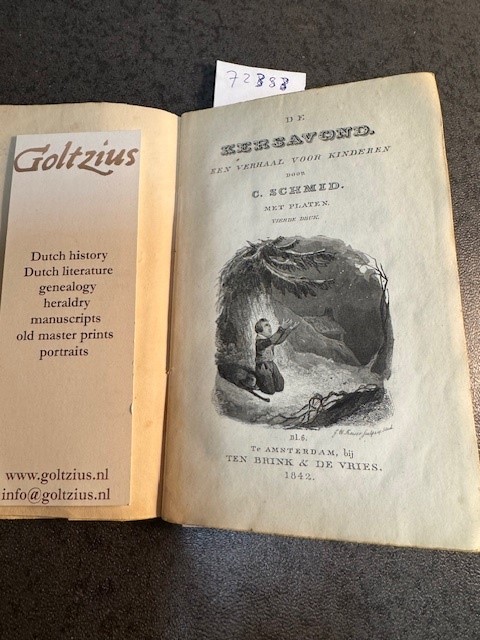 72888
Goltzius
Dutch history
Dutch literature
genealogy
heraldry
manuscripts
old master prints
portraits
www.goltzius.nl
info@goltzius.nl
DE
KERSAVOND.
EEN VERHAAL VOOR KINDEREN
DOOR
C. SCHMID.
MET PLATEN.
VIERDE DRUK.
Bl. 6.
Te AMSTERDAM, bij
TEN BRINK & DE VRIES.
1842.